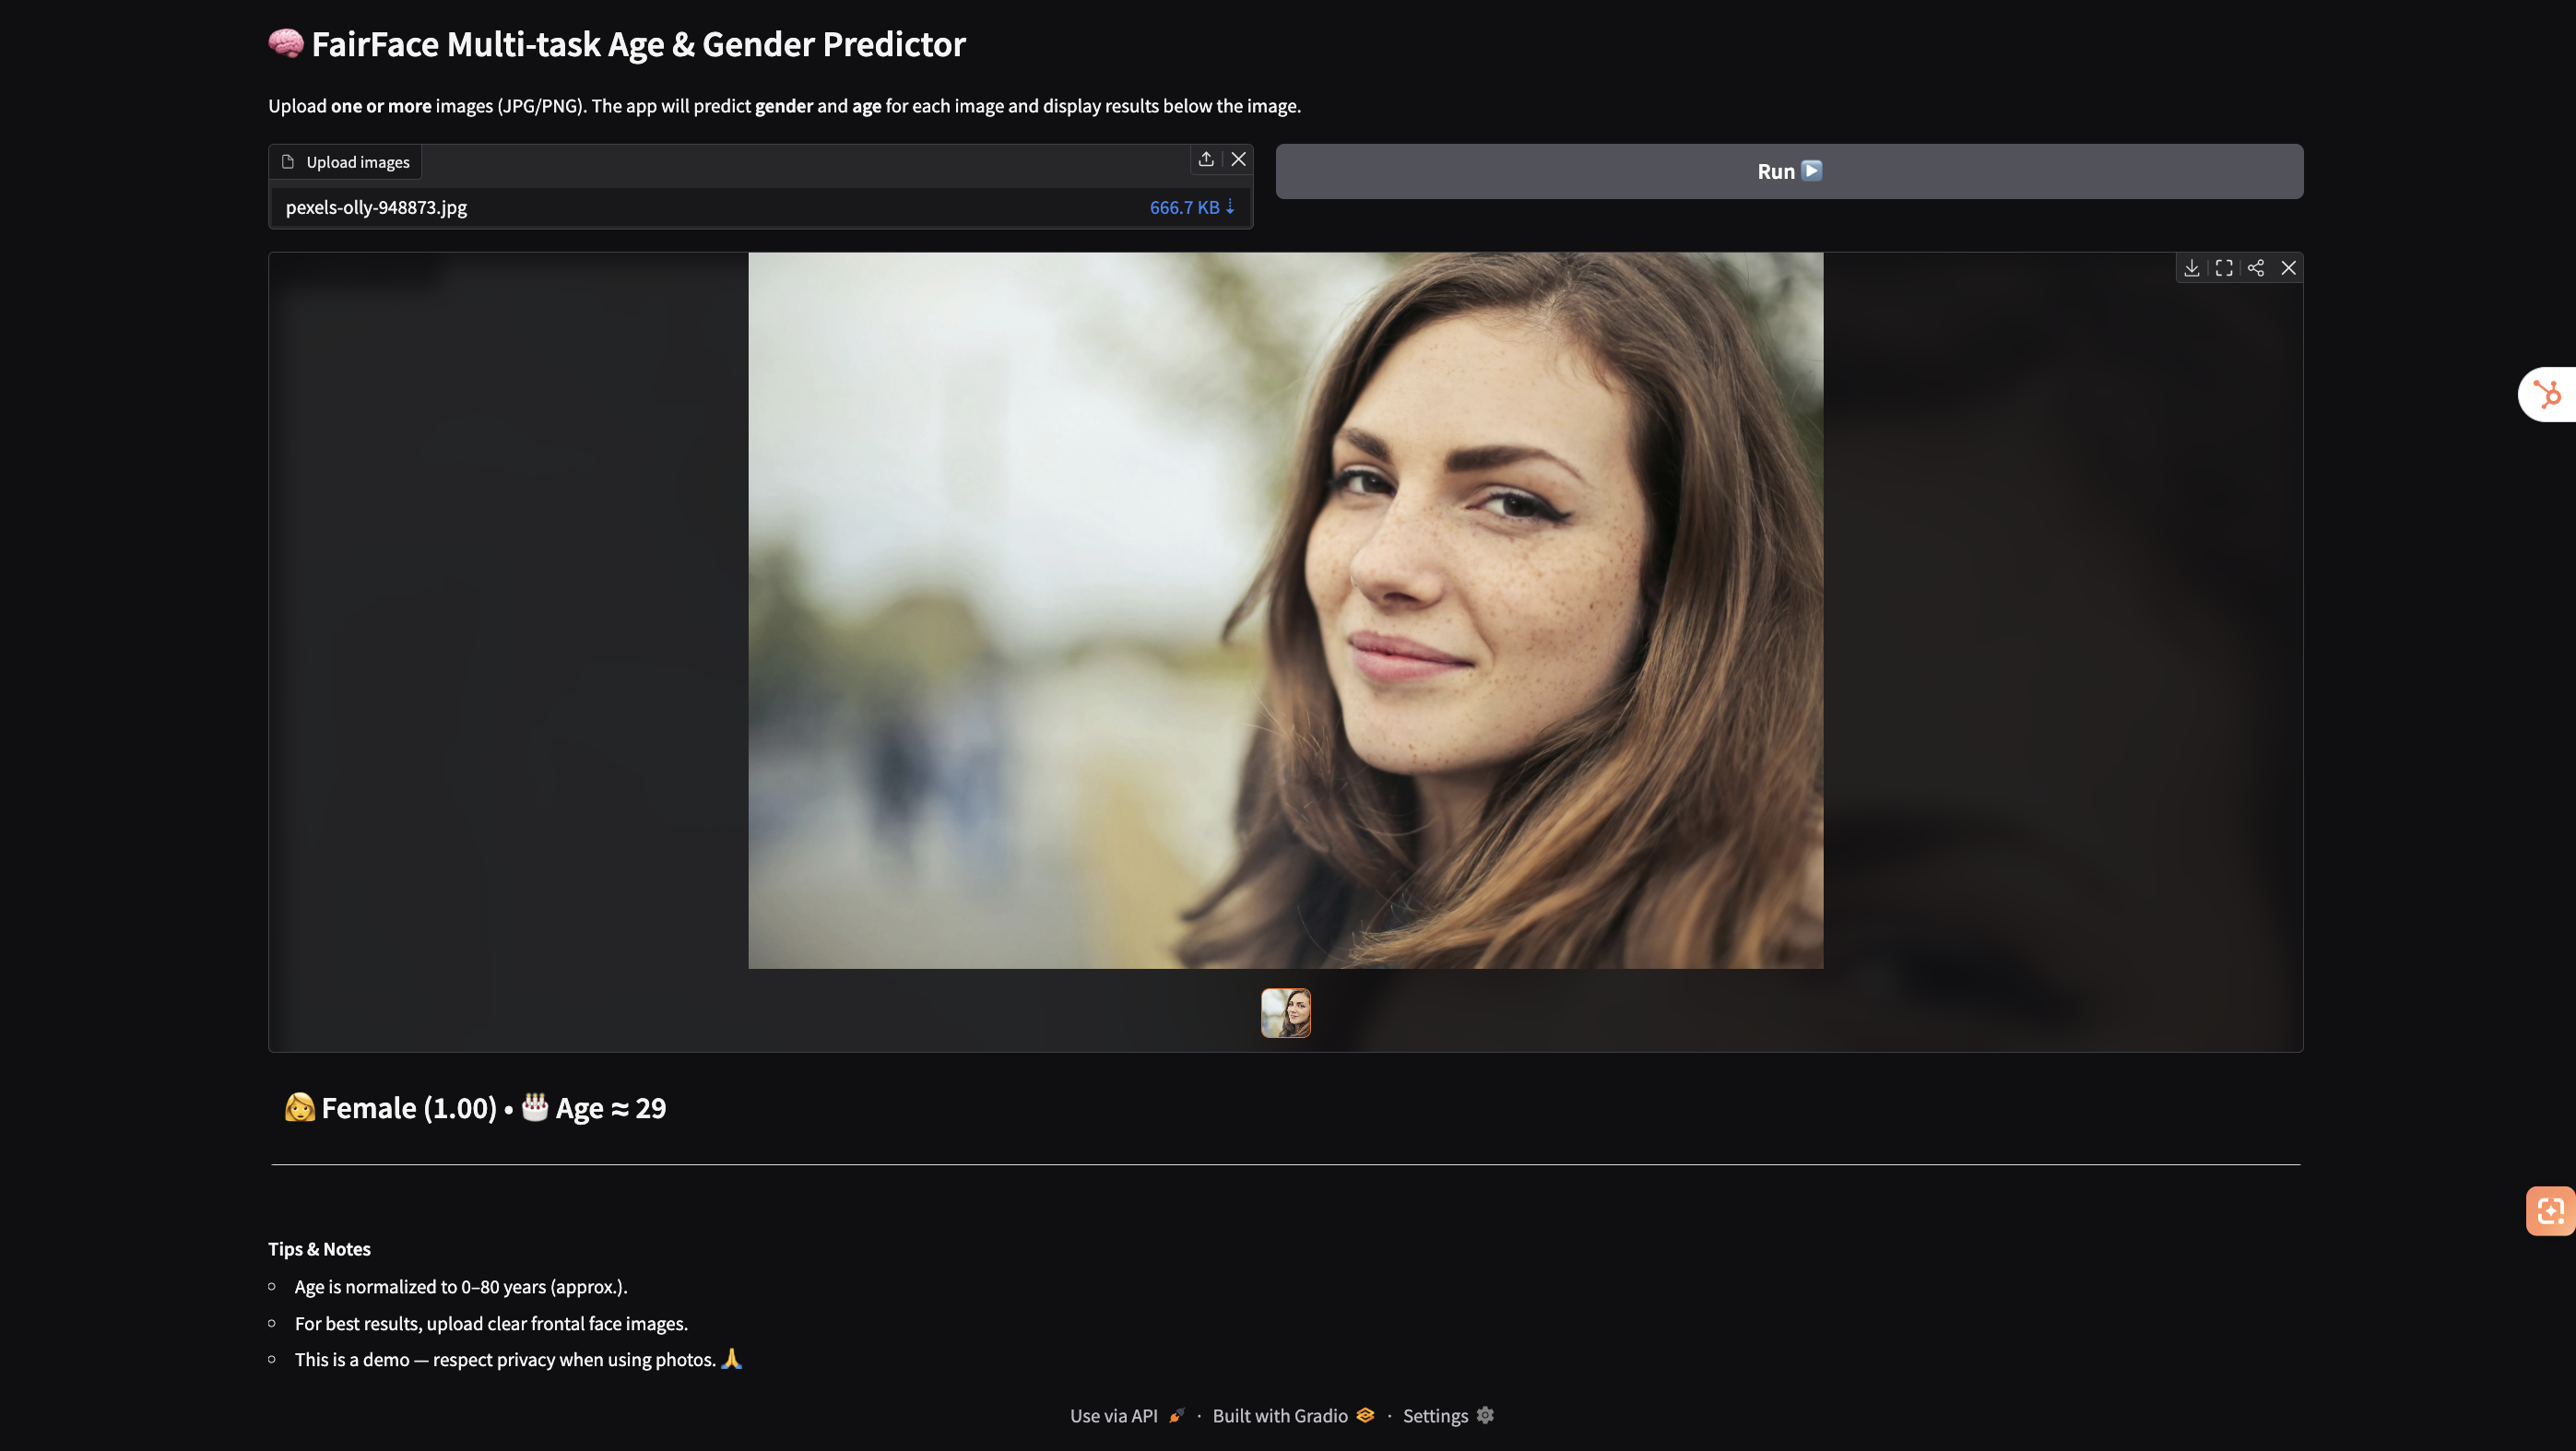 🧠 FairFace Multi-task Age & Gender Predictor
Upload one or more images (JPG/PNG). The app will predict gender and age for each image and display results below the image.
Upload images
Run ▶️
pexels-olly-948873.jpg 666.7 KB ⇣
👩 Female (1.00) • 🎂 Age ≈ 29
Tips & Notes
Age is normalized to 0–80 years (approx.).
For best results, upload clear frontal face images.
This is a demo — respect privacy when using photos. 🙏
Use via API 🚀 · Built with Gradio · Settings ⚙️